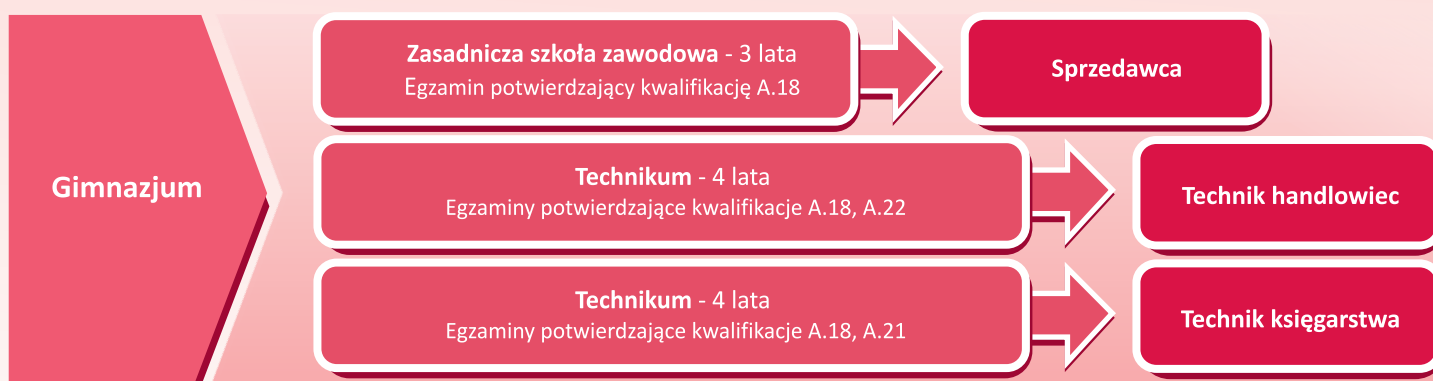 Gimnazjum
Zasadnicza szkoła zawodowa - 3 lata
Egzamin potwierdzający kwalifikację A.18
Sprzedawca
Technikum - 4 lata
Egzaminy potwierdzające kwalifikacje A.18, A.22
Technik handlowiec
Technikum - 4 lata
Egzaminy potwierdzające kwalifikacje A.18, A.21
Technik księgarstwa